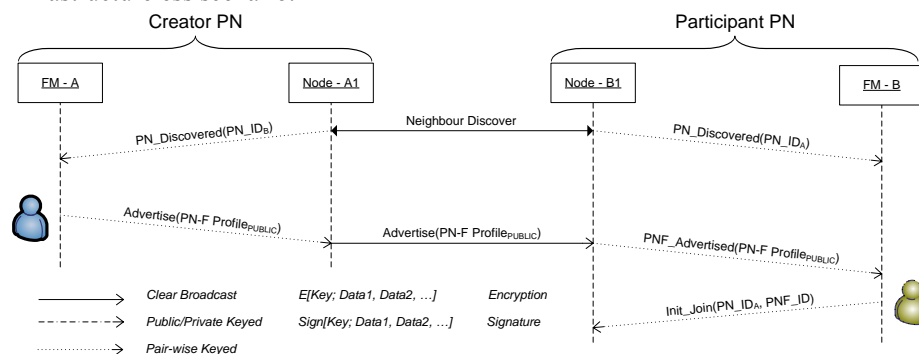 Creator PN
Participant PN
FM - A
Node - A1
Node - B1
FM - B
Neighbour Discover
PN_Discovered(PN_ID_B)
PN_Discovered(PN_ID_A)
Advertise(PN-F Profile_PUBLIC)
Advertise(PN-F Profile_PUBLIC)
PNF_Advertised(PN-F Profile_PUBLIC)
Init_Join(PN_ID_A, PNF_ID)
Clear Broadcast E[Key; Data1, Data2, …] Encryption
Public/Private Keyed Sign[Key; Data1, Data2, …] Signature
Pair-wise Keyed